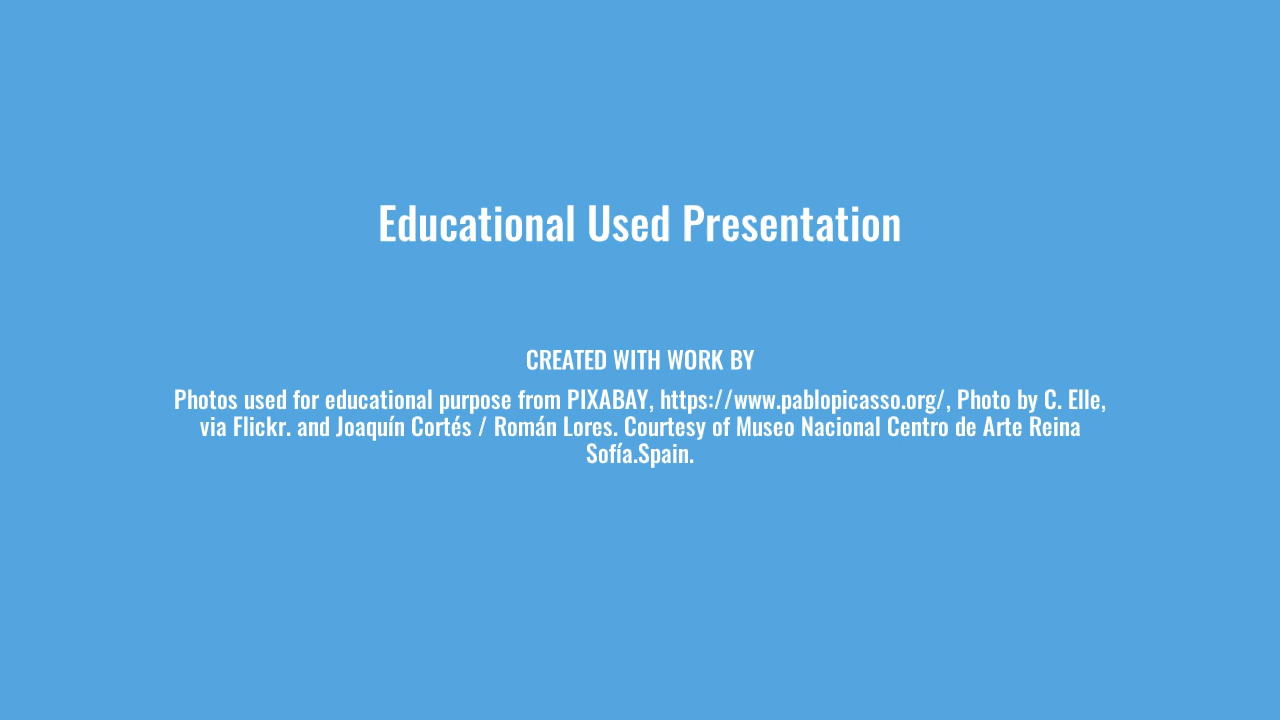 Educational Used Presentation
CREATED WITH WORK BY
Photos used for educational purpose from PIXABAY, https://www.pablopicasso.org/, Photo by C. Elle,
via Flickr. and Joaquín Cortés / Román Lores. Courtesy of Museo Nacional Centro de Arte Reina
Sofía.Spain.